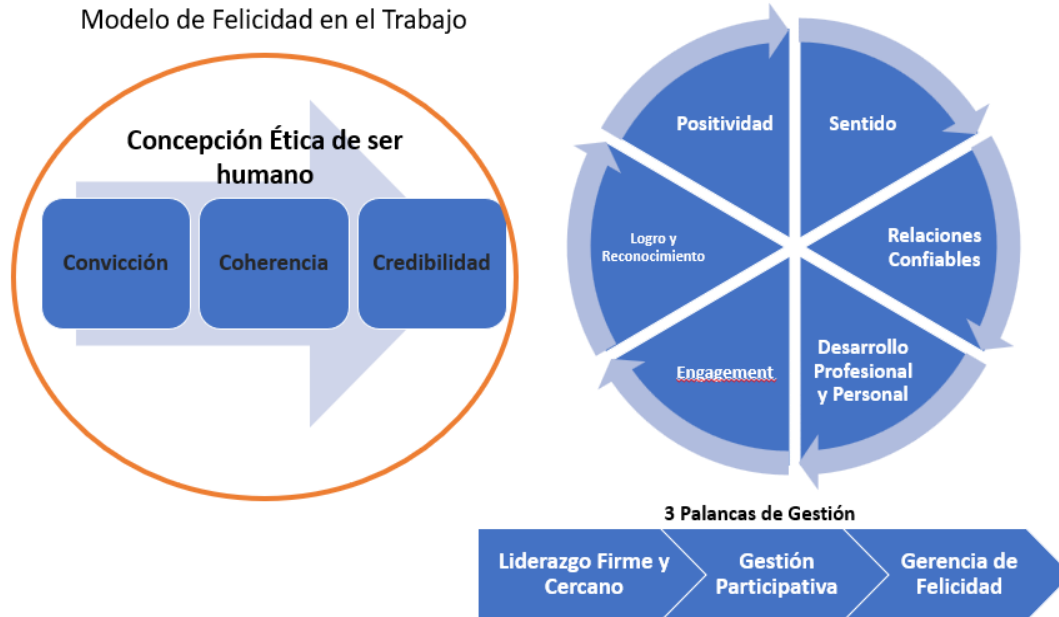 Modelo de Felicidad en el Trabajo
Concepción Ética de ser
humano
Convicción
Coherencia
Credibilidad
Positividad
Sentido
Relaciones
Confiables
Desarrollo
Profesional
y Personal
Engagement
Logro y
Reconocimiento
3 Palancas de Gestión
Liderazgo Firme y
Cercano
Gestión
Participativa
Gerencia de
Felicidad